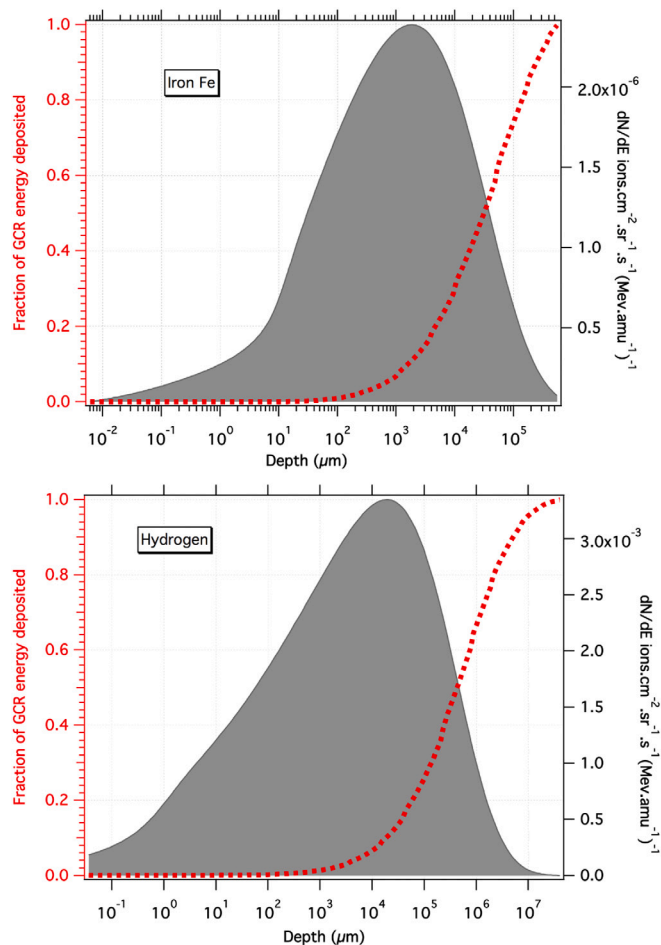 1.0
0.8
0.6
0.4
0.2
0.0
Fraction of GCR energy deposited
Iron Fe
2.0x10-6
1.5
1.0
0.5
dN/dE ions.cm-2.sr-1.s-1(Mev.amu-1)-1
10-2 10-1 100 101 102 103 104 105
Depth (µm)
1.0
0.8
0.6
0.4
0.2
0.0
Fraction of GCR energy deposited
Hydrogen
3.0x10-3
2.5
2.0
1.5
1.0
0.5
0.0
dN/dE ions.cm-2.sr-1.s-1(Mev.amu-1)-1
10-1 100 101 102 103 104 105 106 107
Depth (µm)